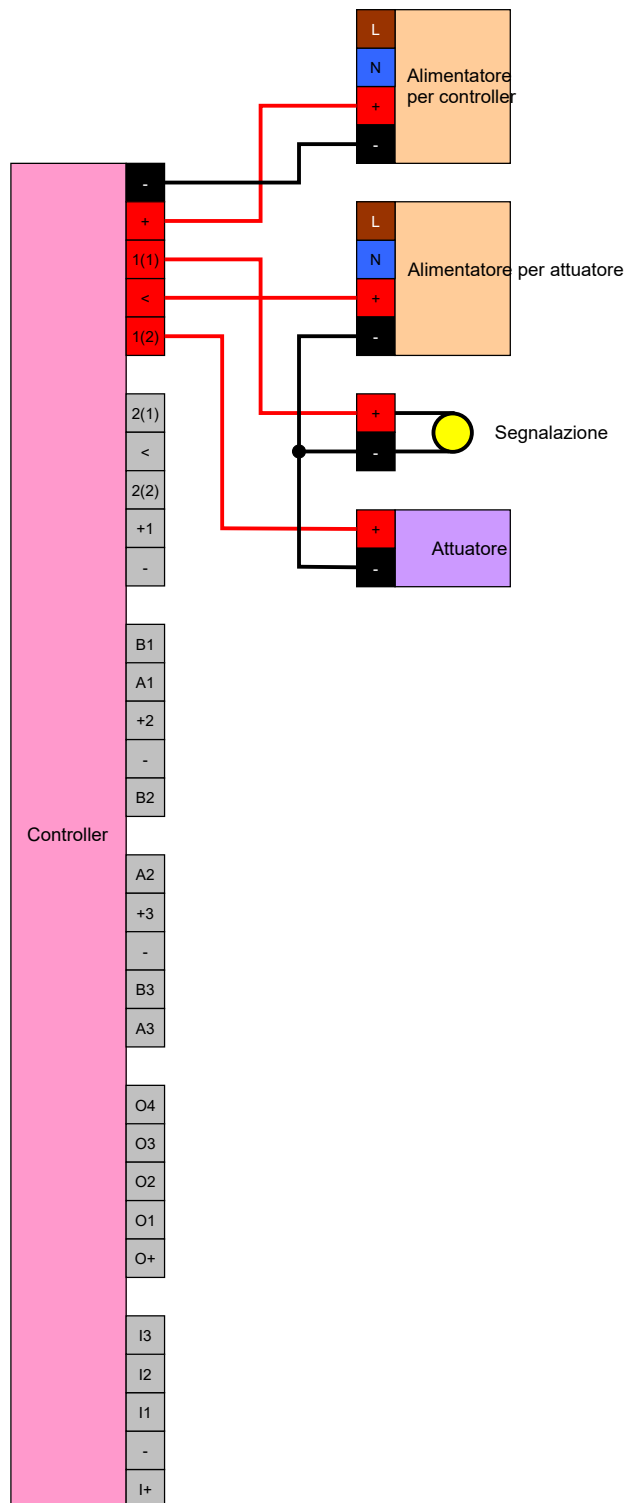 L
N
+
-
Alimentatore
per controller
-
+
1(1)
<
1(2)
L
N
+
-
Alimentatore per attuatore
+
-
Segnalazione
+
-
Attuatore
2(1)
<
2(2)
+1
-
B1
A1
+2
-
B2
Controller
A2
+3
-
B3
A3
O4
O3
O2
O1
O+
I3
I2
I1
-
I+